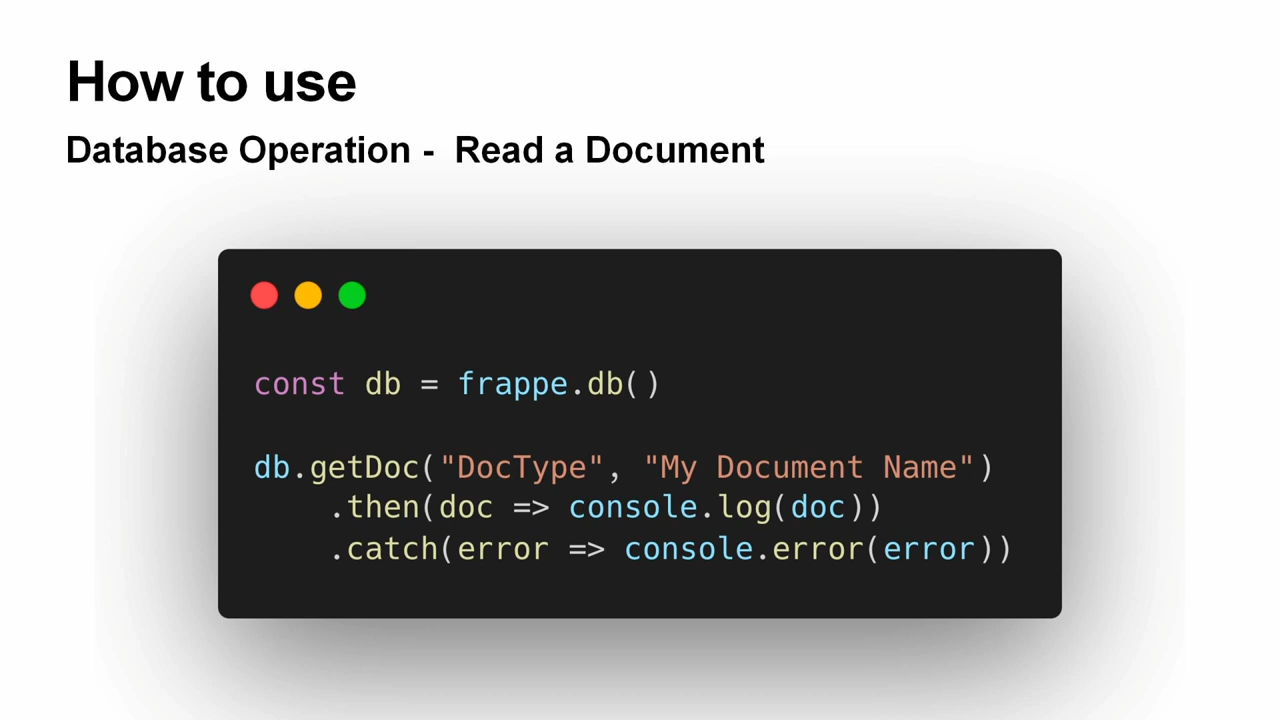 How to use
Database Operation -  Read a Document
const db = frappe.db()
db.getDoc("DocType", "My Document Name")
    .then(doc => console.log(doc))
    .catch(error => console.error(error))